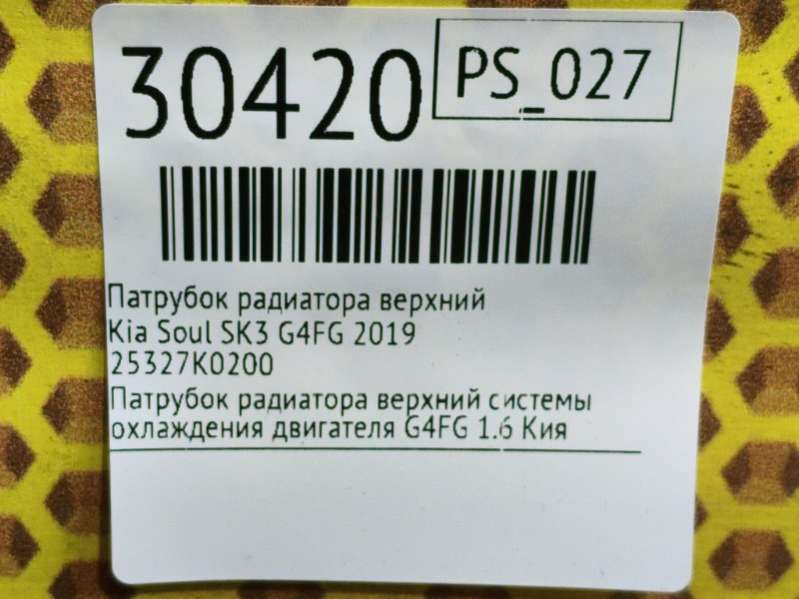 30420
PS_027
Патрубок радиатора верхний
Kia Soul SK3 G4FG 2019
25327K0200
Патрубок радиатора верхний системы
охлаждения двигателя G4FG 1.6 Кия